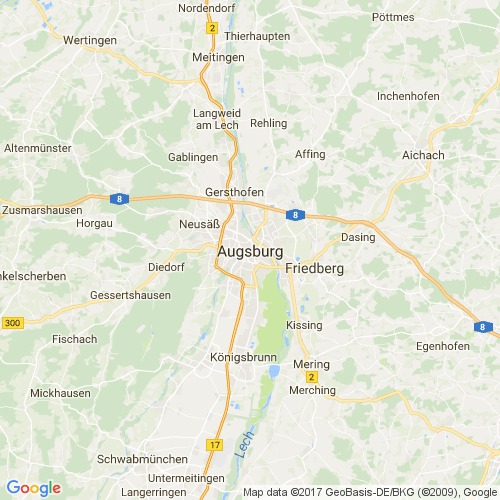 Nordendorf
Pöttmes
2
Thierhaupten
Wertingen
Meitingen
Inchenhofen
Langweid
am Lech
Rehling
Altenmünster
Gablingen
Affing
Aichach
Gersthofen
8
Zusmarshausen
8
Horgau
Neusäß
Dasing
Augsburg
Diedorf
Friedberg
nkelscherben
Gessertshausen
300
Kissing
8
Fischach
Egenhofen
Königsbrunn
Mering
2
Mickhausen
Merching
Lech
17
Schwabmünchen
Untermeitingen
Langerringen
Google
Map data ©2017 GeoBasis-DE/BKG (©2009), Google